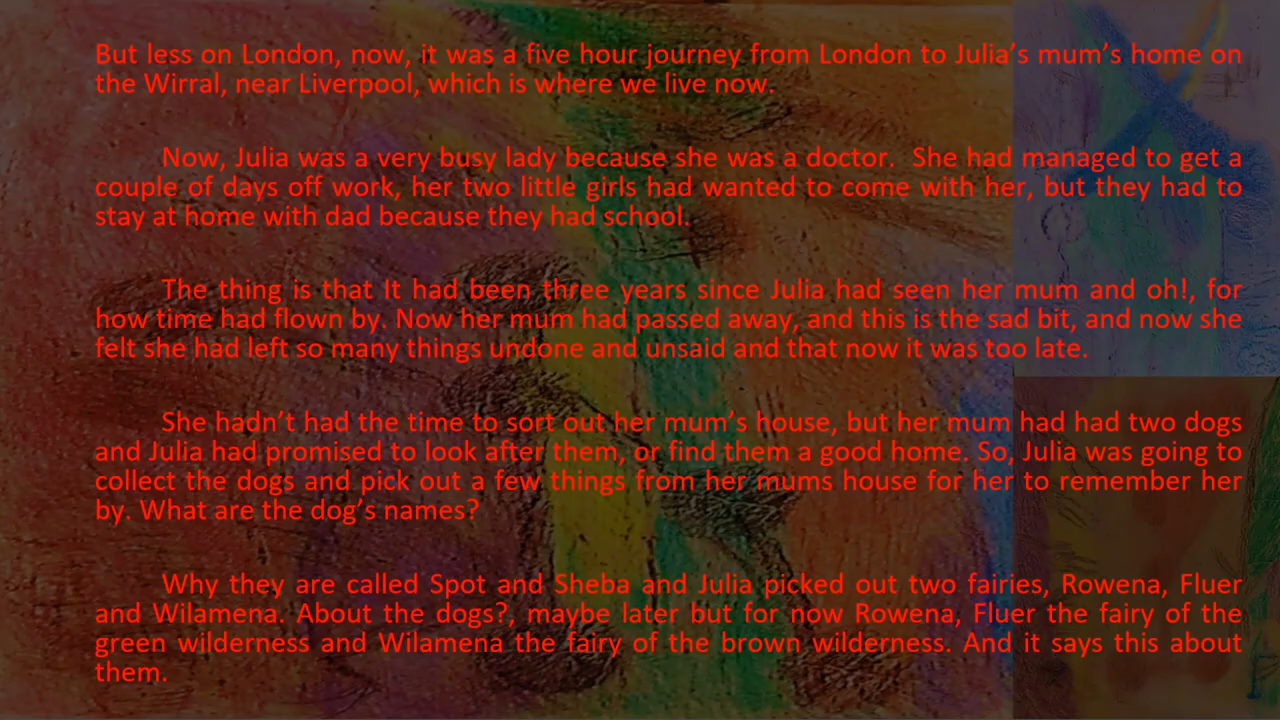 But less on London, now, it was a five hour journey from London to Julia’s mum’s home on
the Wirral, near Liverpool, which is where we live now.
Now, Julia was a very busy lady because she was a doctor.  She had managed to get a
couple of days off work, her two little girls had wanted to come with her, but they had to
stay at home with dad because they had school.
The thing is that It had been three years since Julia had seen her mum and oh!, for
how time had flown by. Now her mum had passed away, and this is the sad bit, and now she
felt she had left so many things undone and unsaid and that now it was too late.
She hadn’t had the time to sort out her mum’s house, but her mum had had two dogs
and Julia had promised to look after them, or find them a good home. So, Julia was going to
collect the dogs and pick out a few things from her mums house for her to remember her
by. What are the dog’s names?
Why they are called Spot and Sheba and Julia picked out two fairies, Rowena, Fluer
and Wilamena. About the dogs?, maybe later but for now Rowena, Fluer the fairy of the
green wilderness and Wilamena the fairy of the brown wilderness. And it says this about
them.